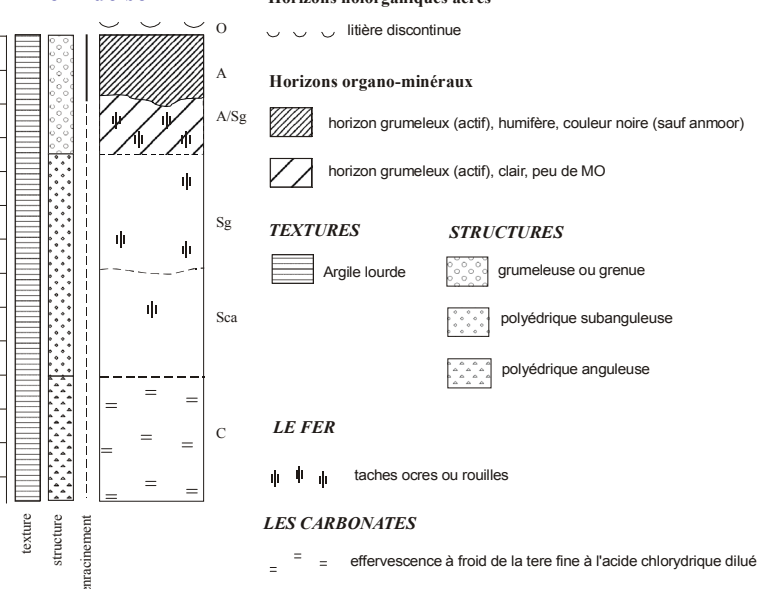 Horizons holorganiques aérés
O
litière discontinue
A
Horizons organo-minéraux
A/Sg
horizon grumeleux (actif), humifère, couleur noire (sauf anmoor)
horizon grumeleux (actif), clair, peu de MO
Sg
TEXTURES
STRUCTURES
Argile lourde
grumeleuse ou grenue
Sca
polyédrique subanguleuse
polyédrique anguleuse
C
LE FER
taches ocres ou rouilles
LES CARBONATES
effervescence à froid de la tere fine à l'acide chlorydrique dilué
texture
structure
enracinement